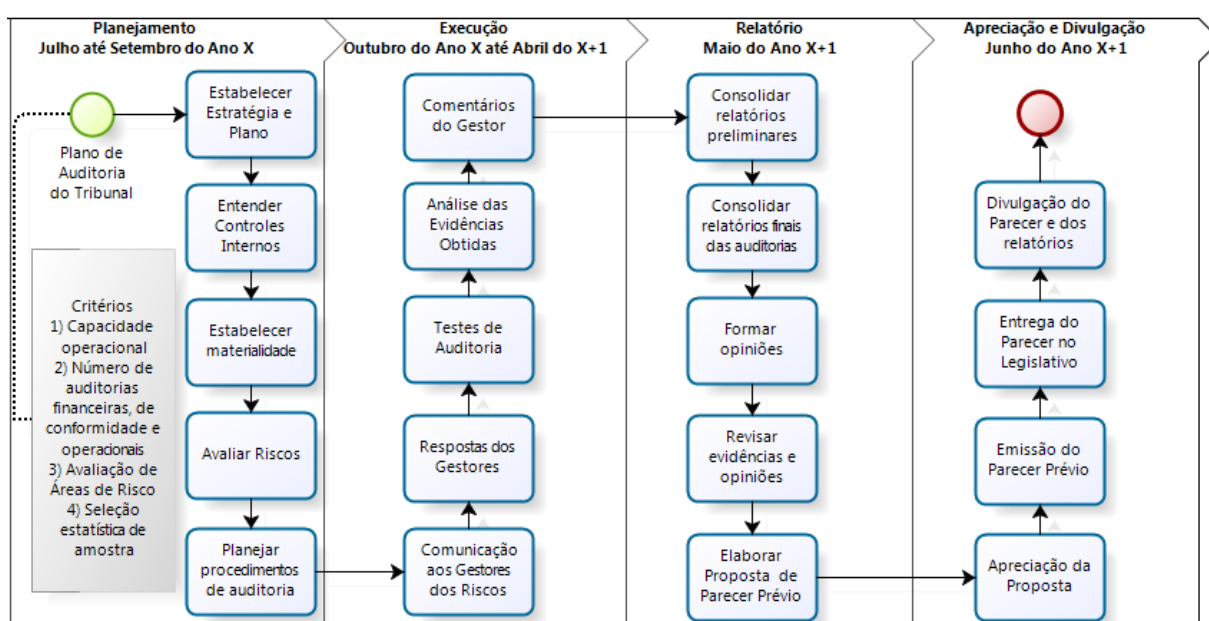 Planejamento
Julho até Setembro do Ano X
Execução
Outubro do Ano X até Abril do X+1
Relatório
Maio do Ano X+1
Apreciação e Divulgação
Junho do Ano X+1
Plano de
Auditoria
do Tribunal
Critérios
1) Capacidade
operacional
2) Número de
auditorias
financeiras, de
conformidade e
operacionais
3) Avaliação de
Áreas de Risco
4) Seleção
estatística de
amostra
Estabelecer
Estratégia e
Plano
Entender
Controles
Internos
Estabelecer
materialidade
Avaliar Riscos
Planejar
procedimentos
de auditoria
Comentários
do Gestor
Análise das
Evidências
Obtidas
Testes de
Auditoria
Respostas dos
Gestores
Comunicação
aos Gestores
dos Riscos
Consolidar
relatórios
preliminares
Consolidar
relatórios finais
das auditorias
Formar
opiniões
Revisar
evidências e
opiniões
Elaborar
Proposta de
Parecer Prévio
Divulgação do
Parecer e dos
relatórios
Entrega do
Parecer no
Legislativo
Emissão do
Parecer Prévio
Apreciação da
Proposta